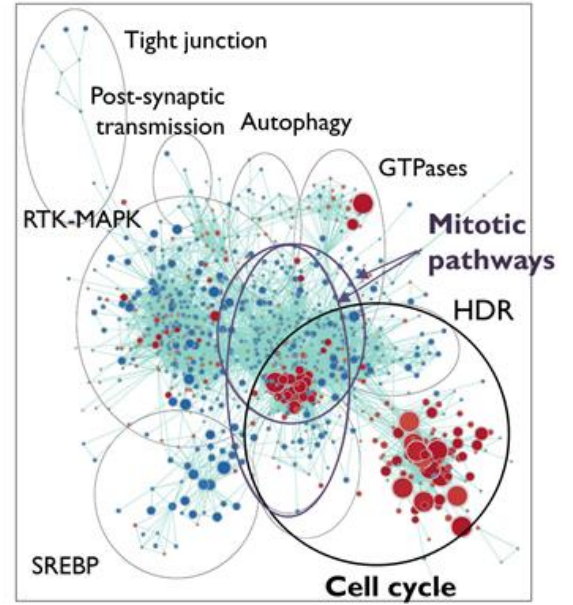 Tight junction
Post-synaptic
transmission
Autophagy
GTPases
RTK-MAPK
Mitotic
pathways
HDR
SREBP
Cell cycle